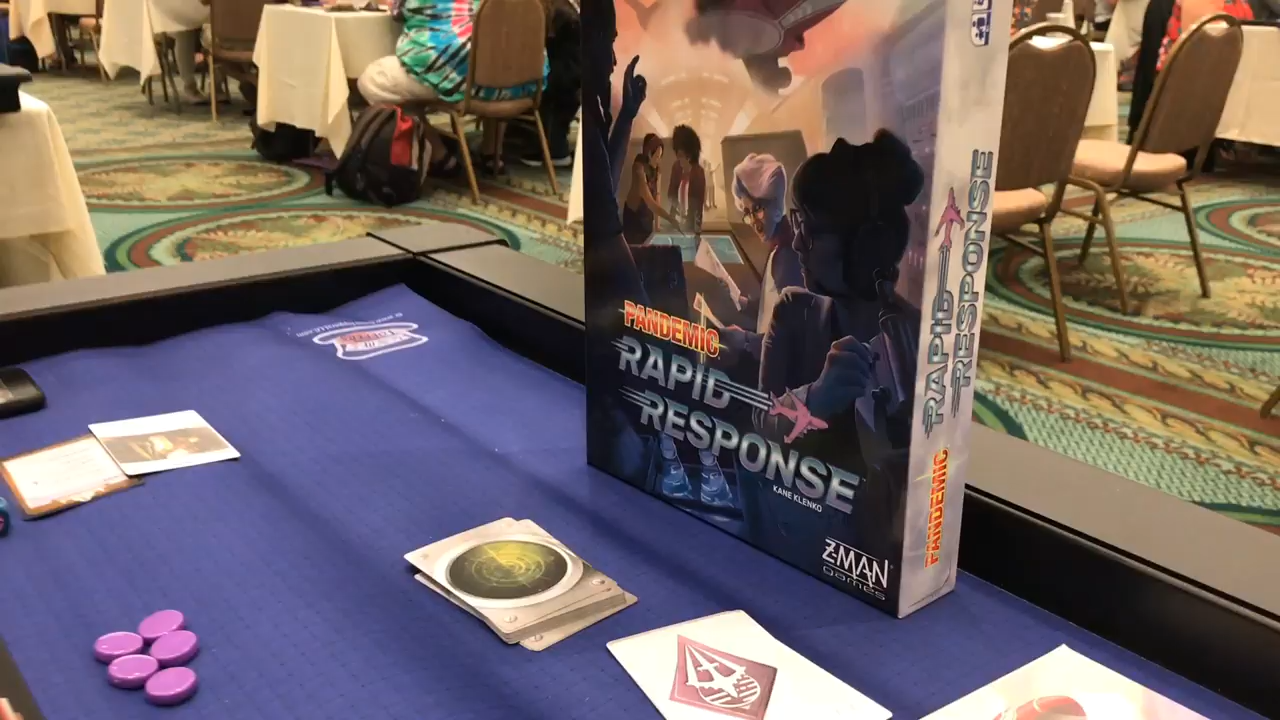 PANDEMIC
RAPID
RESPONSE
KANE KLENKO
Z-MAN
games
RAPID
RESPONSE
PANDEMIC